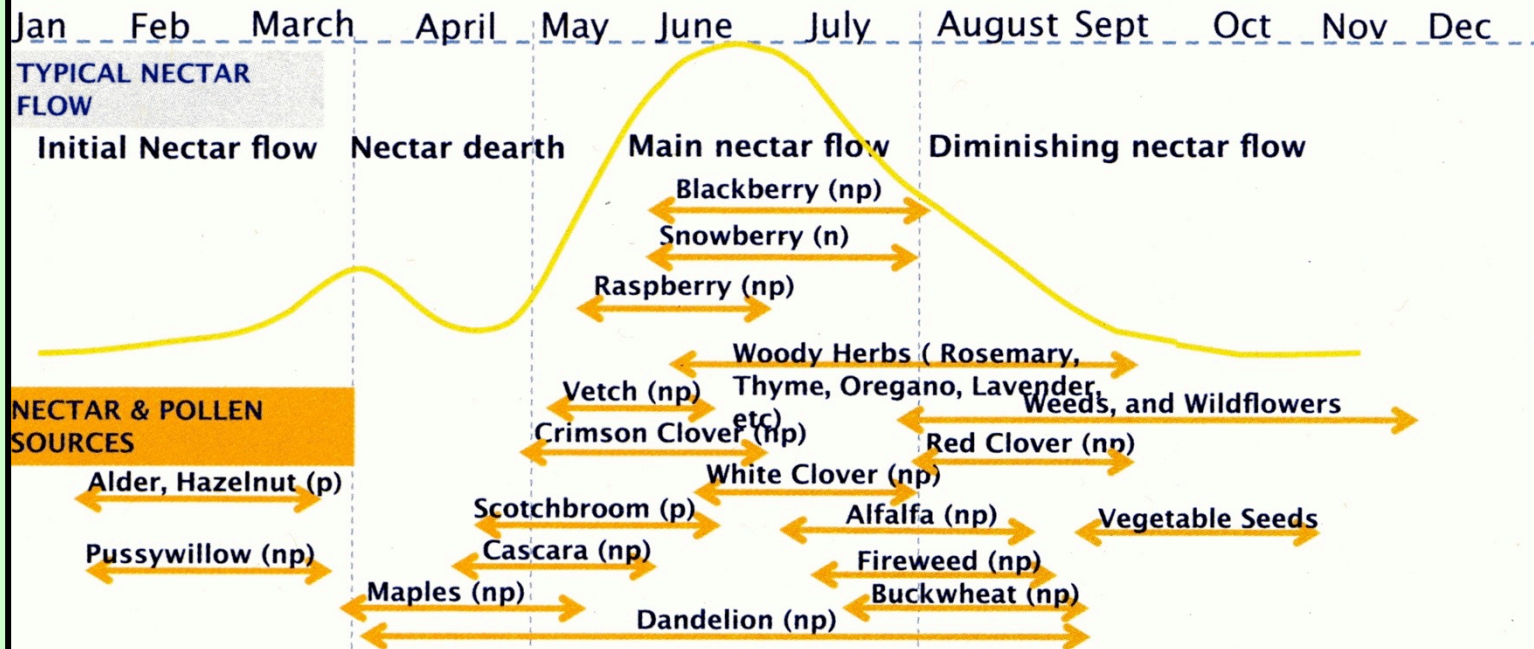 Jan Feb March April May June July August Sept Oct Nov Dec
TYPICAL NECTAR
FLOW
Initial Nectar flow Nectar dearth Main nectar flow Diminishing nectar flow
Blackberry (np)
Snowberry (n)
Raspberry (np)
Woody Herbs ( Rosemary,
Thyme, Oregano, Lavender,
etc)
Vetch (np)
Weeds, and Wildflowers
NECTAR & POLLEN
SOURCES
Crimson Clover (np)
Red Clover (np)
Alder, Hazelnut (p)
White Clover (np)
Scotchbroom (p)
Alfalfa (np)
Vegetable Seeds
Pussywillow (np)
Cascara (np)
Fireweed (np)
Maples (np)
Buckwheat (np)
Dandelion (np)